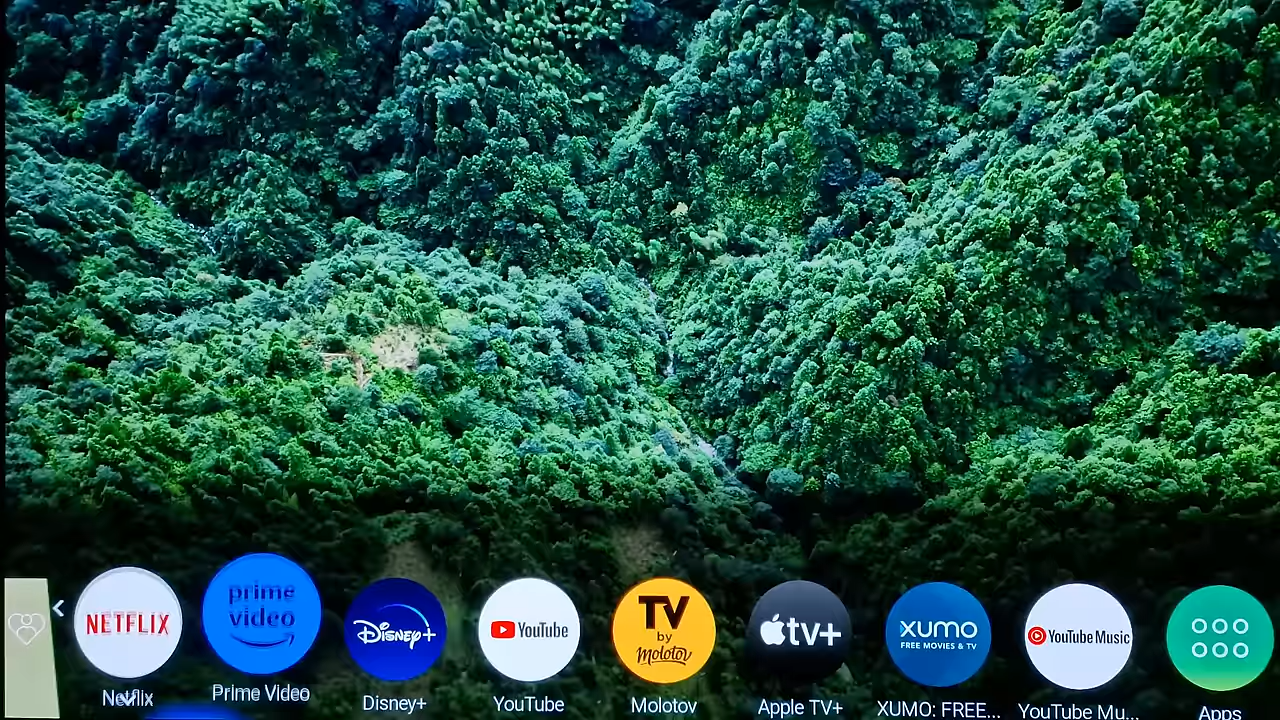 NETFLIX
Netflix
prime
video
Prime Video
Disney+
Disney+
YouTube
YouTube
TV
by
Molotov
Molotov
tv+
Apple TV+
XUMO
FREE MOVIES & TV
XUMO: FREE...
YouTube Music
YouTube Mu...
Apps